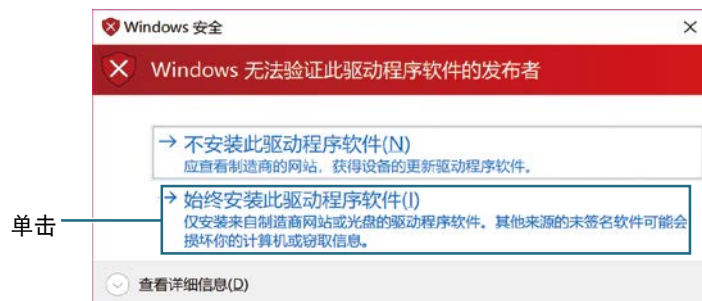 Windows 安全
Windows 无法验证此驱动程序软件的发布者
不安装此驱动程序软件(N)
应查看制造商的网站，获得设备的更新驱动程序软件。
单击
始终安装此驱动程序软件(I)
仅安装来自制造商网站或光盘的驱动程序软件。其他来源的未签名软件可能会
损坏你的计算机或窃取信息。
查看详细信息(D)